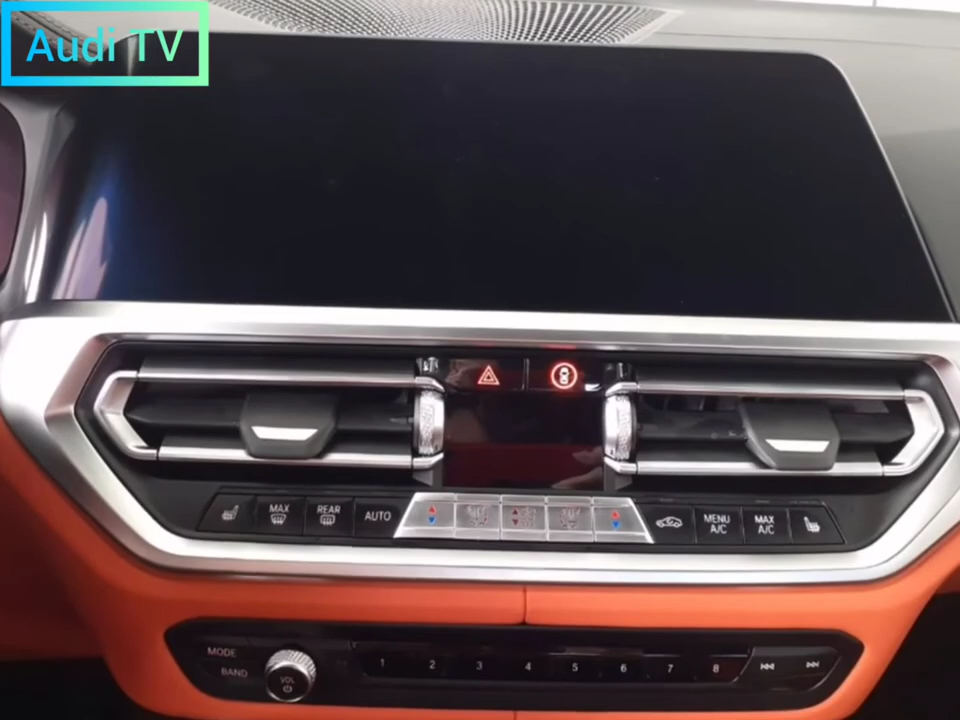 Audi TV
MAX
REAR
AUTO
MENU
A/C
MAX
A/C
MODE
BAND
VOL
1 2 3 4 5 6 7 8